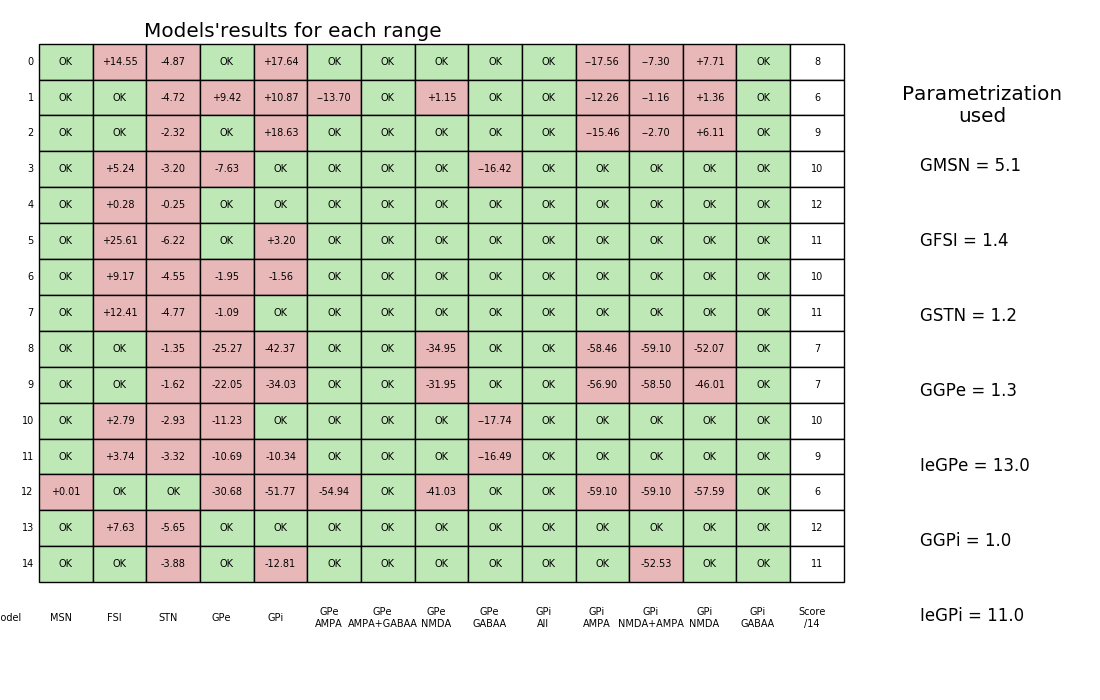 Models'results for each range
0 OK +14.55 -4.87 OK +17.64 OK OK OK OK OK --17.56 --7.30 +7.71 OK 8
1 OK OK -4.72 +9.42 +10.87 --13.70 OK +1.15 OK OK --12.26 --1.16 +1.36 OK 6
2 OK OK -2.32 OK +18.63 OK OK OK OK OK --15.46 --2.70 +6.11 OK 9
3 OK +5.24 -3.20 -7.63 OK OK OK OK --16.42 OK OK OK OK OK 10
4 OK +0.28 -0.25 OK OK OK OK OK OK OK OK OK OK OK 12
5 OK +25.61 -6.22 OK +3.20 OK OK OK OK OK OK OK OK OK 11
6 OK +9.17 -4.55 -1.95 -1.56 OK OK OK OK OK OK OK OK OK 10
7 OK +12.41 -4.77 -1.09 OK OK OK OK OK OK OK OK OK OK 11
8 OK OK -1.35 -25.27 -42.37 OK OK -34.95 OK OK -58.46 -59.10 -52.07 OK 7
9 OK OK -1.62 -22.05 -34.03 OK OK -31.95 OK OK -56.90 -58.50 -46.01 OK 7
10 OK +2.79 -2.93 -11.23 OK OK OK OK --17.74 OK OK OK OK OK 10
11 OK +3.74 -3.32 -10.69 -10.34 OK OK OK --16.49 OK OK OK OK OK 9
12 +0.01 OK OK -30.68 -51.77 -54.94 OK -41.03 OK OK -59.10 -59.10 -57.59 OK 6
13 OK +7.63 -5.65 OK OK OK OK OK OK OK OK OK OK OK 12
14 OK OK -3.88 OK -12.81 OK OK OK OK OK OK -52.53 OK OK 11
odel MSN FSI STN GPe GPi GPe GPe GPe GPe GPi GPi GPi GPi GPi Score
AMPA AMPA+GABAA NMDA GABAA All AMPA NMDA+AMPA NMDA GABAA /14
Parametrization
used
GMSN = 5.1
GFSI = 1.4
GSTN = 1.2
GGPe = 1.3
IeGPe = 13.0
GGPi = 1.0
IeGPi = 11.0